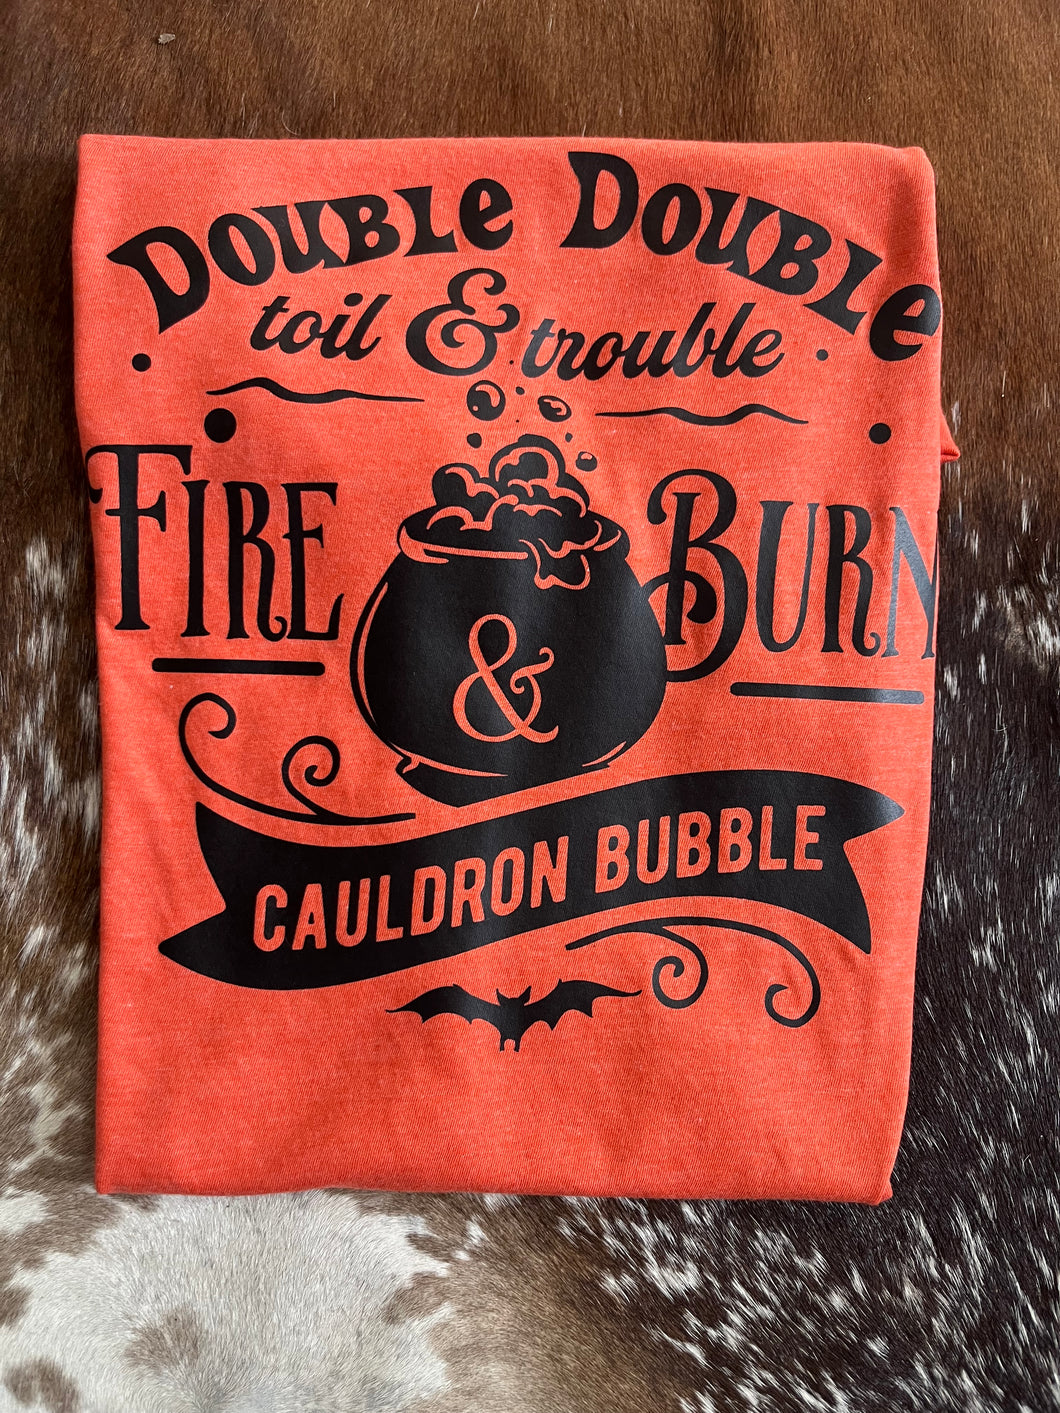 Double Double
toil & trouble
Fire & Burn
CAULDRON BUBBLE